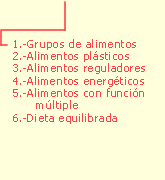 1.-Grupos de alimentos
2.-Alimentos plásticos
3.-Alimentos reguladores
4.-Alimentos energéticos
5.-Alimentos con función
múltiple
6.-Dieta equilibrada